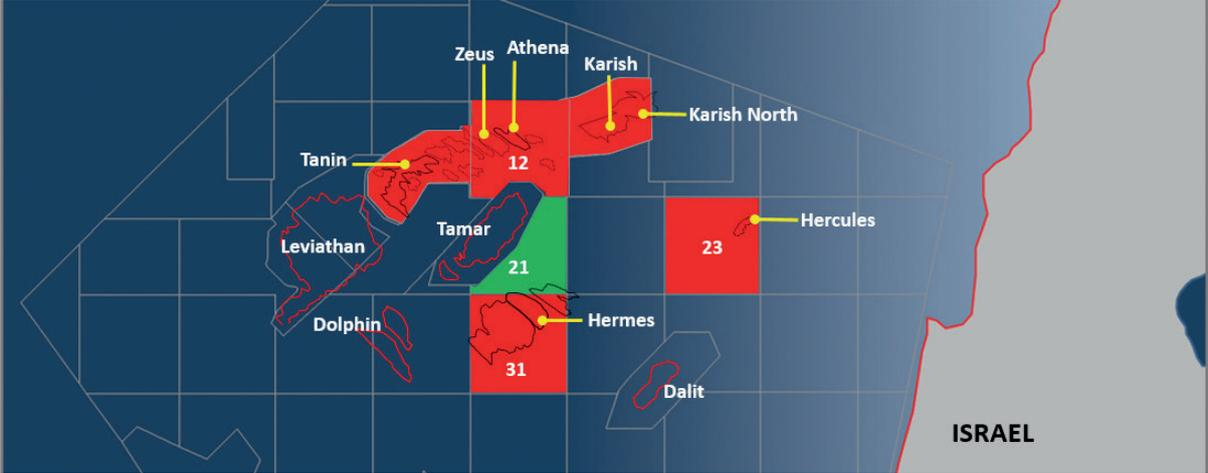 Zeus
Athena
Karish
Karish North
Tanin
12
Hercules
Tamar
Leviathan
23
21
Dolphin
Hermes
31
Dalit
ISRAEL